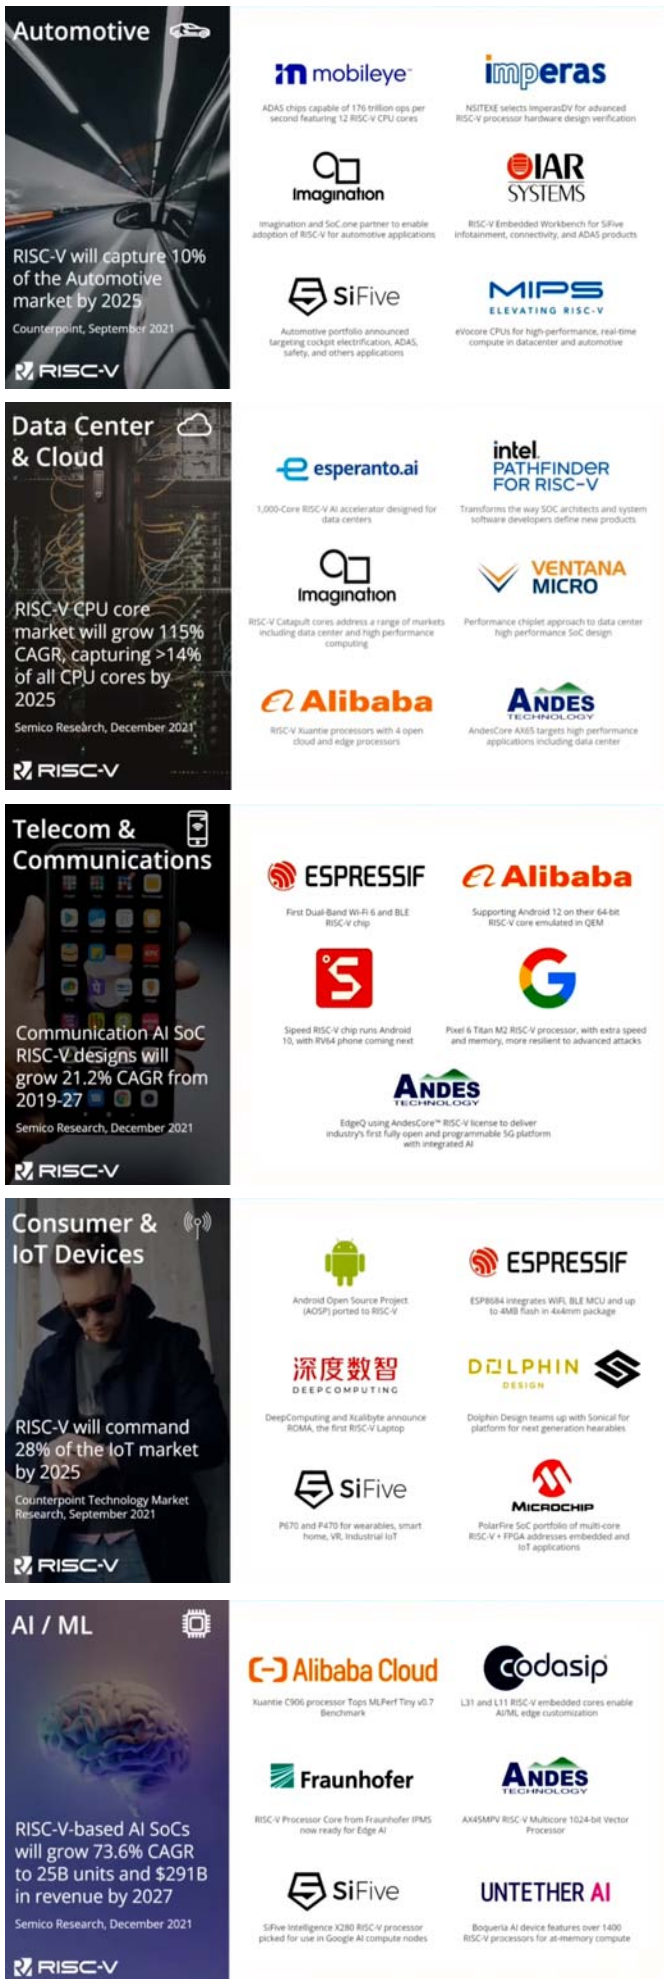 Automotive
RISC-V will capture 10%
of the Automotive
market by 2025
Counterpoint, September 2021
RISC-V
mobileye™
ADAS chips capable of 176 trillion ops per
second featuring 12 RISC-V CPU cores
imperas
NSITEXE selects ImperasDV for advanced
RISC-V processor hardware design verification
Imagination
Imagination and SoC.one partner to enable
adoption of RISC-V for automotive applications
IAR
SYSTEMS
RISC-V Embedded Workbench for SiFive
infotainment, connectivity, and ADAS products
SiFive
Automotive portfolio announced
targeting cockpit electrification, ADAS,
safety, and others applications
MIPS
ELEVATING RISC-V
eVocore CPUs for high-performance, real-time
compute in datacenter and automotive
Data Center
& Cloud
RISC-V CPU core
market will grow 115%
CAGR, capturing >14%
of all CPU cores by
2025
Semico Research, December 2021
RISC-V
esperanto.ai
1,000-Core RISC-V AI accelerator designed for
data centers
intel.
PATHFINDER
FOR RISC-V
Transforms the way SOC architects and system
software developers define new products
Imagination
RISC-V Catapult cores address a range of markets
including data center and high performance
computing
VENTANA
MICRO
Performance chiplet approach to data center
high performance SoC design
Alibaba
RISC-V Xuantie processors with 4 open
cloud and edge processors
ANDES
TECHNOLOGY
AndesCore AX65 targets high performance
applications including data center
Telecom &
Communications
Communication AI SoC
RISC-V designs will
grow 21.2% CAGR from
2019-27
Semico Research, December 2021
RISC-V
ESPRESSIF
First Dual-Band Wi-Fi 6 and BLE
RISC-V chip
Alibaba
Supporting Android 12 on their 64-bit
RISC-V core emulated in QEM
Sipeed RISC-V chip runs Android
10, with RV64 phone coming next
G
Pixel 6 Titan M2 RISC-V processor, with extra speed
and memory, more resilient to advanced attacks
ANDES
TECHNOLOGY
EdgeQ using AndesCore™ RISC-V license to deliver
industry's first fully open and programmable 5G platform
with integrated AI
Consumer &
IoT Devices
RISC-V will command
28% of the IoT market
by 2025
Counterpoint Technology Market
Research, September 2021
RISC-V
Android Open Source Project
(AOSP) ported to RISC-V
ESPRESSIF
ESP8684 integrates WiFi, BLE MCU and up
to 4MB flash in 4x4mm package
深度数智
DEEPCOMPUTING
DeepComputing and Xcalibyte announce
ROMA, the first RISC-V Laptop
DOLPHIN
DESIGN
Dolphin Design teams up with Sonical for
platform for next generation hearables
SiFive
P670 and P470 for wearables, smart
home, VR, Industrial IoT
MICROCHIP
PolarFire SoC portfolio of multi-core
RISC-V + FPGA addresses embedded and
IoT applications
AI / ML
RISC-V-based AI SoCs
will grow 73.6% CAGR
to 25B units and $291B
in revenue by 2027
Semico Research, December 2021
RISC-V
Alibaba Cloud
Xuantie C906 processor Tops MLPerf Tiny v0.7
Benchmark
codasip
L31 and L11 RISC-V embedded cores enable
AI/ML edge customization
Fraunhofer
RISC-V Processor Core from Fraunhofer IPMS
now ready for Edge AI
ANDES
TECHNOLOGY
AX45MPV RISC-V Multicore 1024-bit Vector
Processor
SiFive
SiFive Intelligence X280 RISC-V processor
picked for use in Google AI compute nodes
UNTETHER AI
Boqueria AI device features over 1400
RISC-V processors for at-memory compute